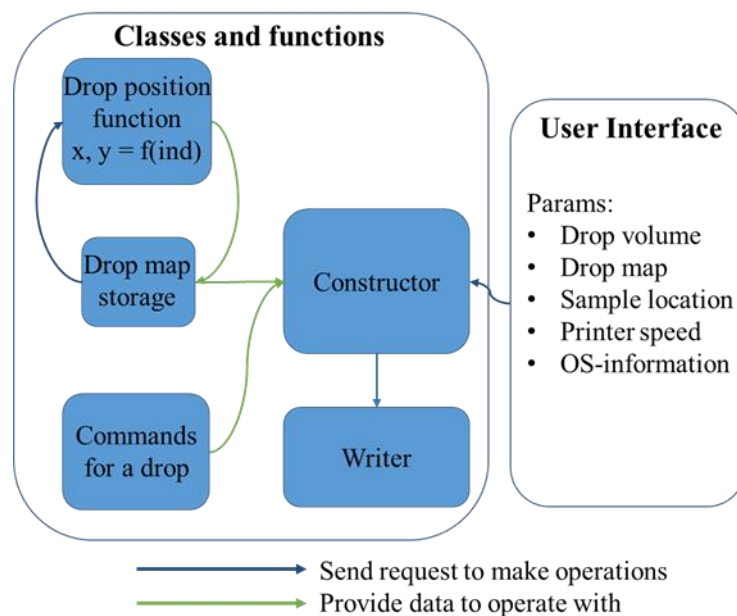 Classes and functions
Drop position
function
x, y = f(ind)
Drop map
storage
Commands
for a drop
Constructor
Writer
User Interface
Params:
• Drop volume
• Drop map
• Sample location
• Printer speed
• OS-information
Send request to make operations
Provide data to operate with